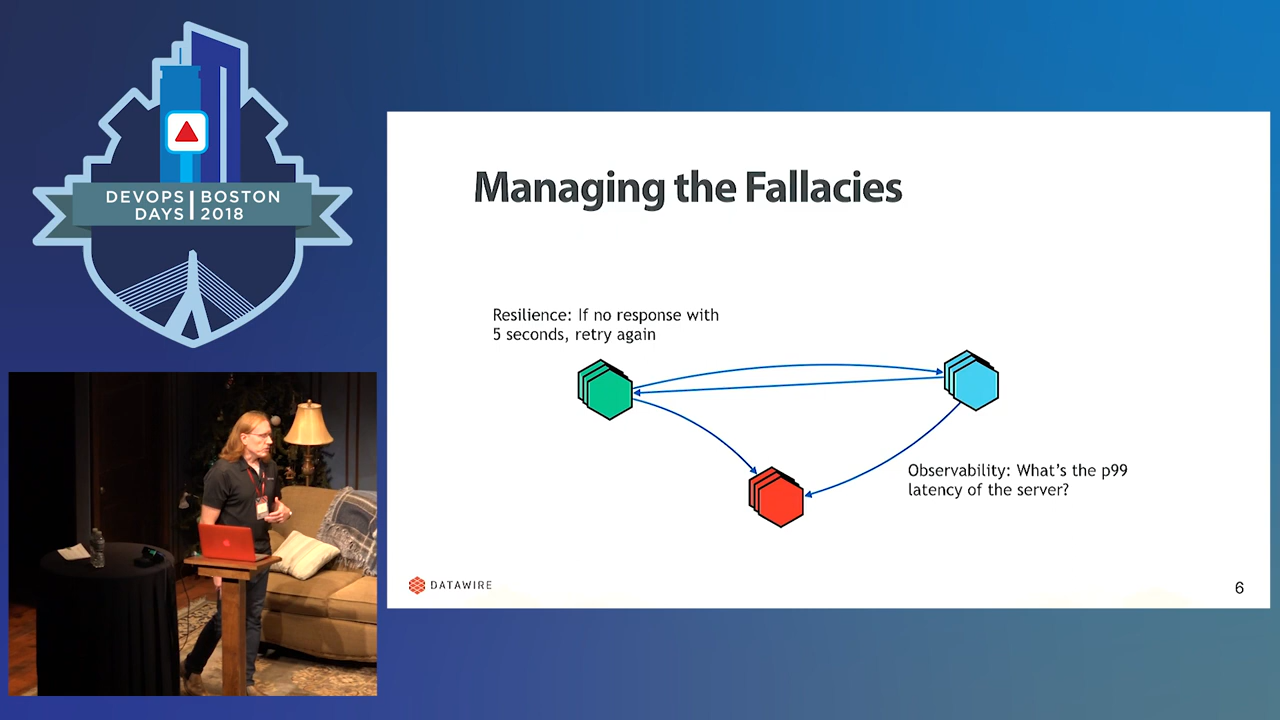 DEVOPS BOSTON
DAYS 2018
Managing the Fallacies
Resilience: If no response with
5 seconds, retry again
Observability: What's the p99
latency of the server?
DATAWIRE
6